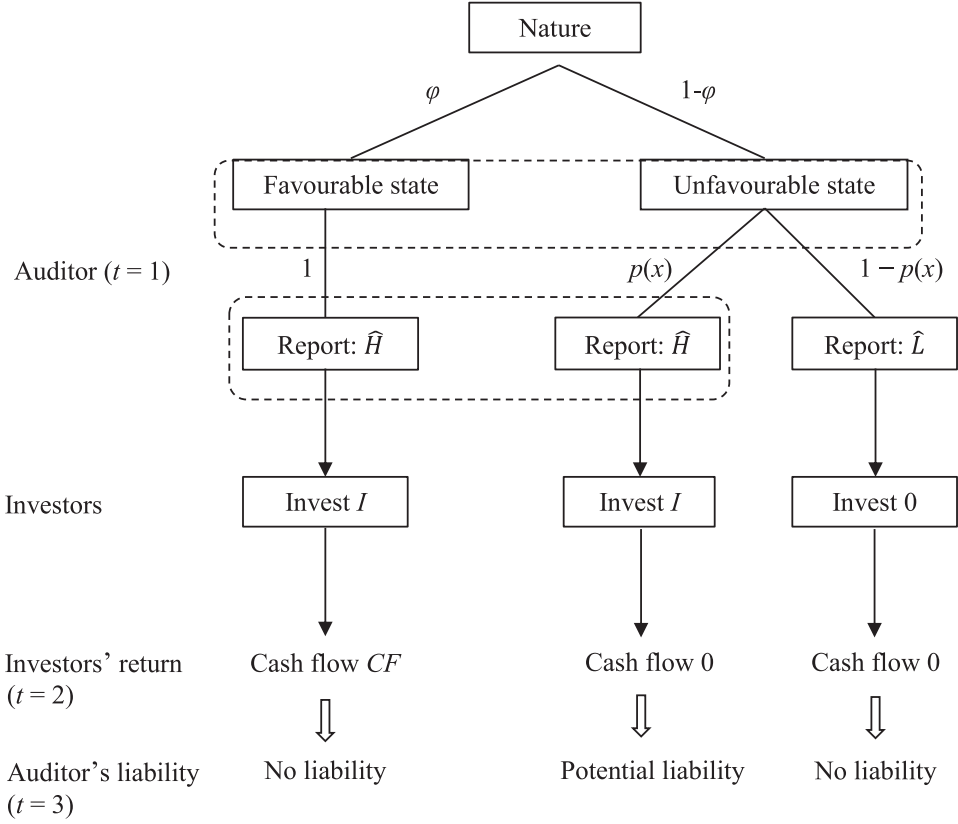 Nature
φ
1-φ
Favourable state
Unfavourable state
Auditor (t = 1)
1
p(x)
1 − p(x)
Report: Ĥ
Report: Ĥ
Report: L̂
Investors
Invest I
Invest I
Invest 0
Investors’ return
(t = 2)
Cash flow CF
Cash flow 0
Cash flow 0
Auditor’s liability
(t = 3)
No liability
Potential liability
No liability